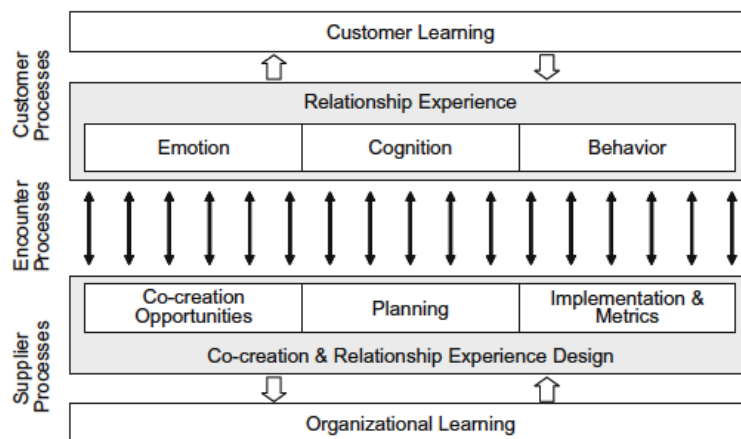 Customer Learning
Customer
Processes
Relationship Experience
Emotion
Cognition
Behavior
Encounter
Processes
Supplier
Processes
Co-creation
Opportunities
Planning
Implementation &
Metrics
Co-creation & Relationship Experience Design
Organizational Learning